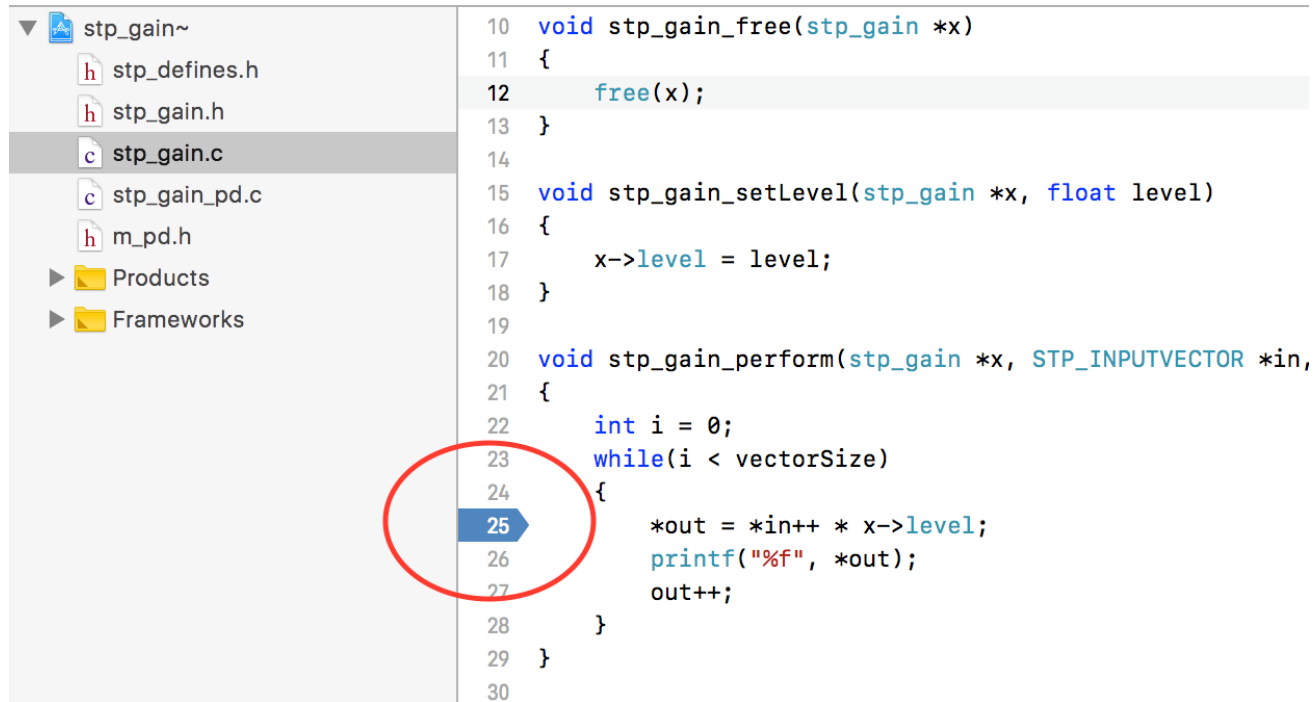 stp_gain~
stp_defines.h
stp_gain.h
stp_gain.c
stp_gain_pd.c
m_pd.h
Products
Frameworks
10 void stp_gain_free(stp_gain *x)
11 {
12     free(x);
13 }
14
15 void stp_gain_setLevel(stp_gain *x, float level)
16 {
17     x->level = level;
18 }
19
20 void stp_gain_perform(stp_gain *x, STP_INPUTVECTOR *in,
21 {
22     int i = 0;
23     while(i < vectorSize)
24     {
25         *out = *in++ * x->level;
26         printf("%f", *out);
27         out++;
28     }
29 }
30